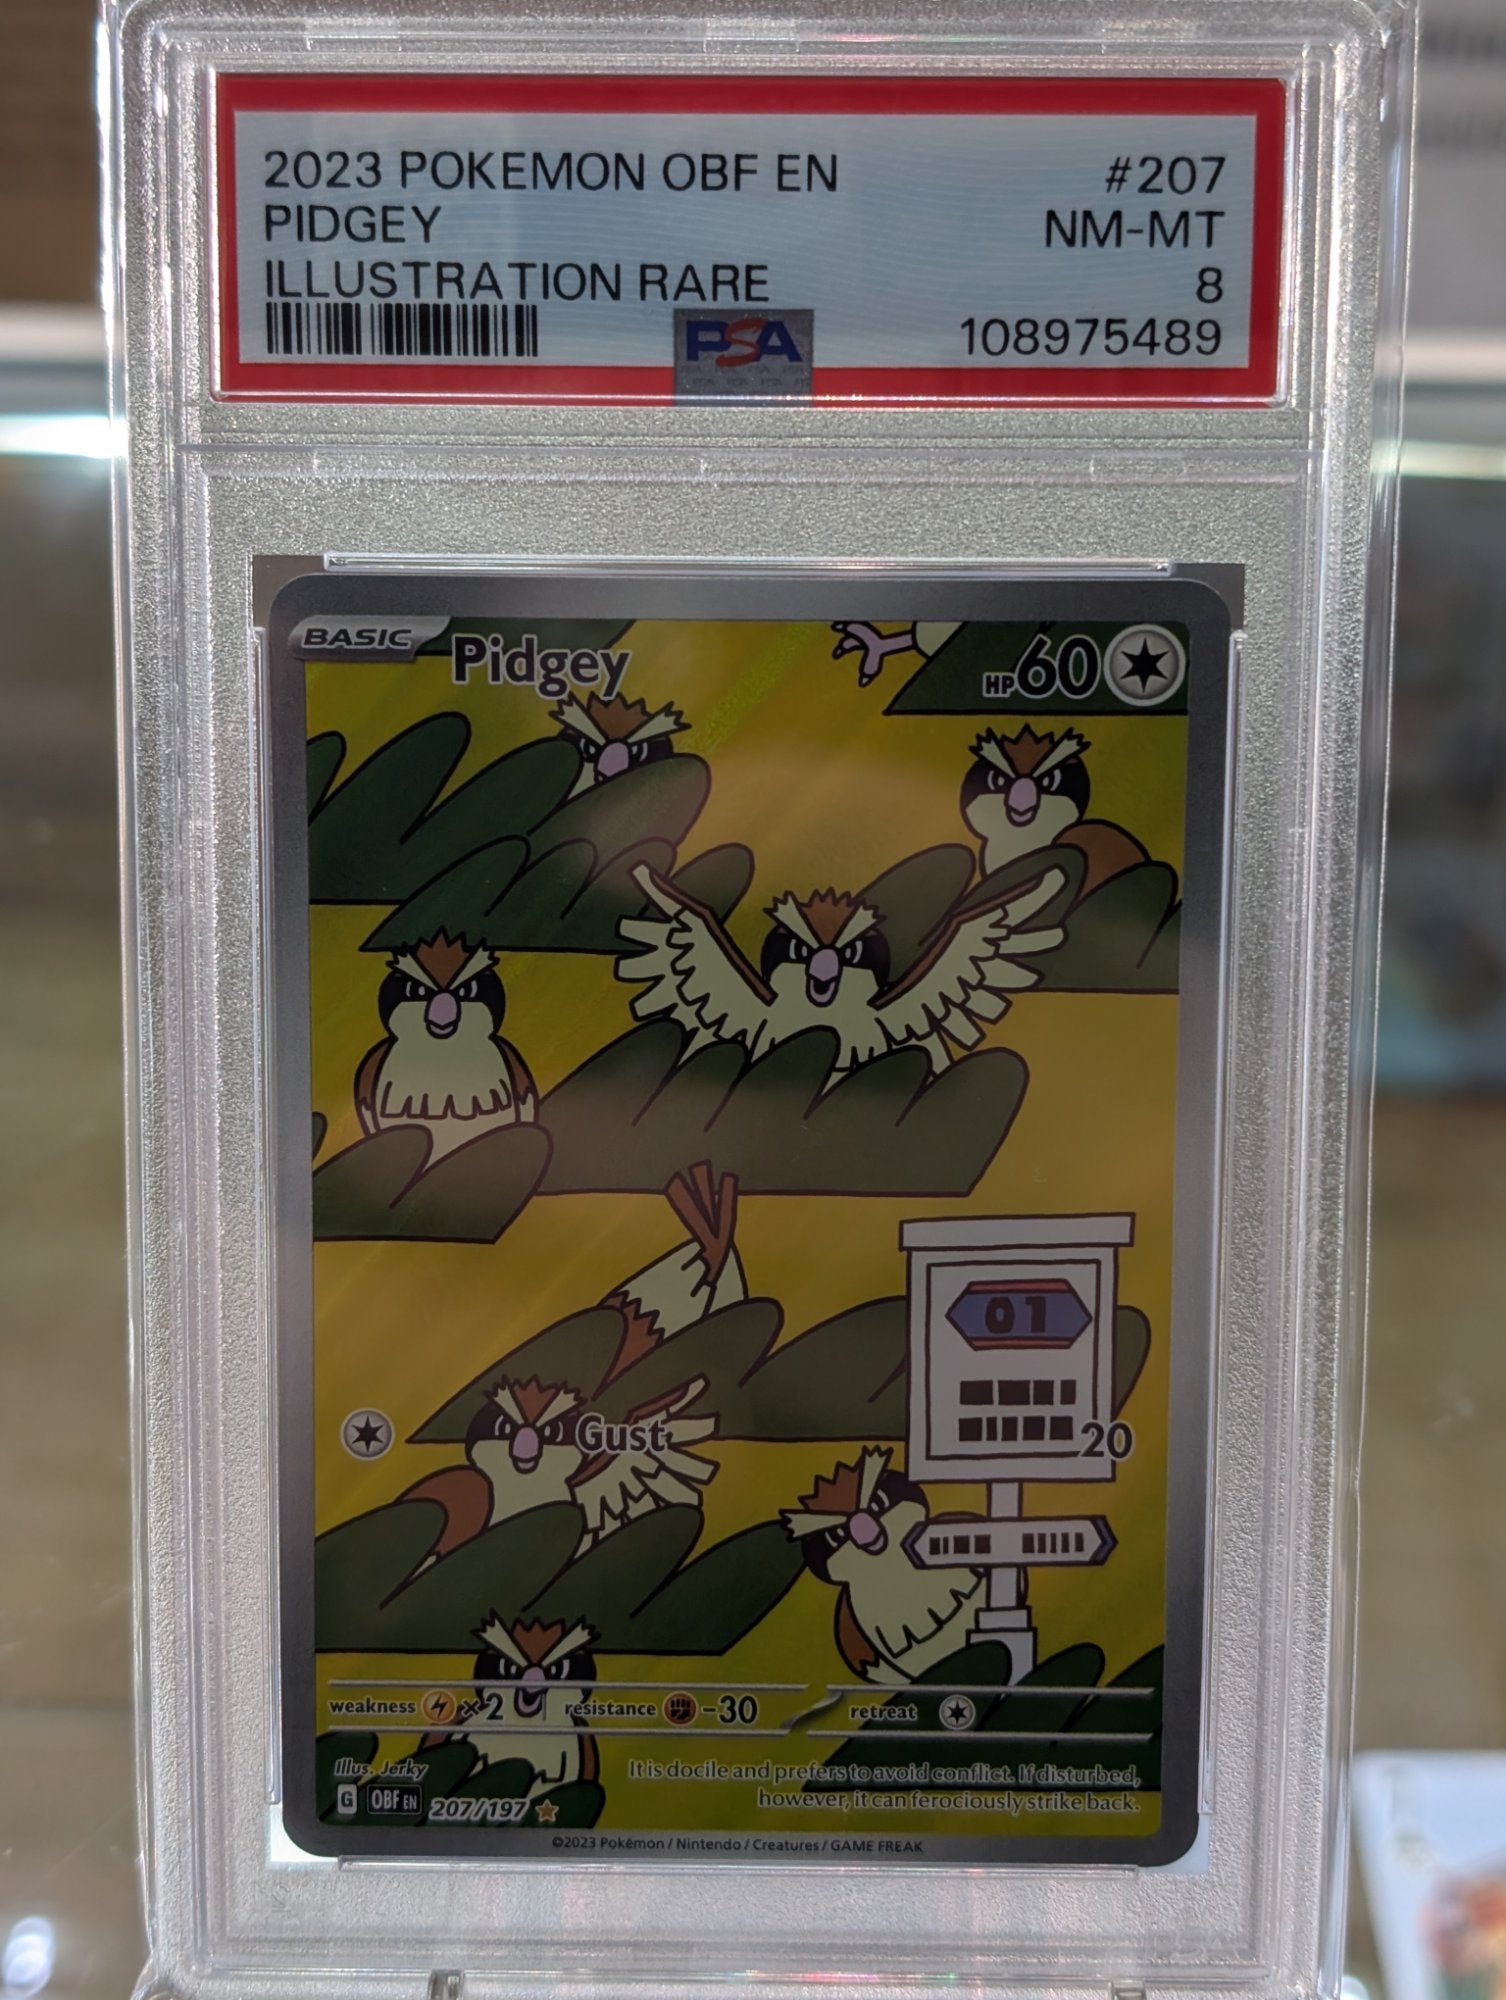 2023 POKEMON OBF EN #207
PIDGEY NM-MT
ILLUSTRATION RARE 8
PSA 108975489
BASIC Pidgey HP 60
01
Gust 20
weakness ×2 resistance -30 retreat
Illus. Jerky
It is docile and prefers to avoid conflict. If disturbed,
however, it can ferociously strike back.
G OBF EN 207/197
©2023 Pokémon / Nintendo / Creatures / GAME FREAK